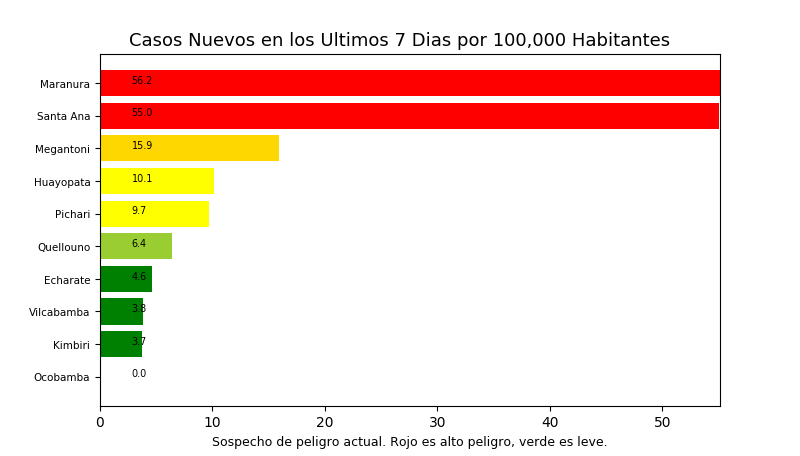 Casos Nuevos en los Ultimos 7 Dias por 100,000 Habitantes
Maranura 56.2
Santa Ana 55.0
Megantoni 15.9
Huayopata 10.1
Pichari 9.7
Quellouno 6.4
Echarate 4.6
Vilcabamba 3.8
Kimbiri 3.7
Ocobamba 0.0
0 10 20 30 40 50
Sospecho de peligro actual. Rojo es alto peligro, verde es leve.